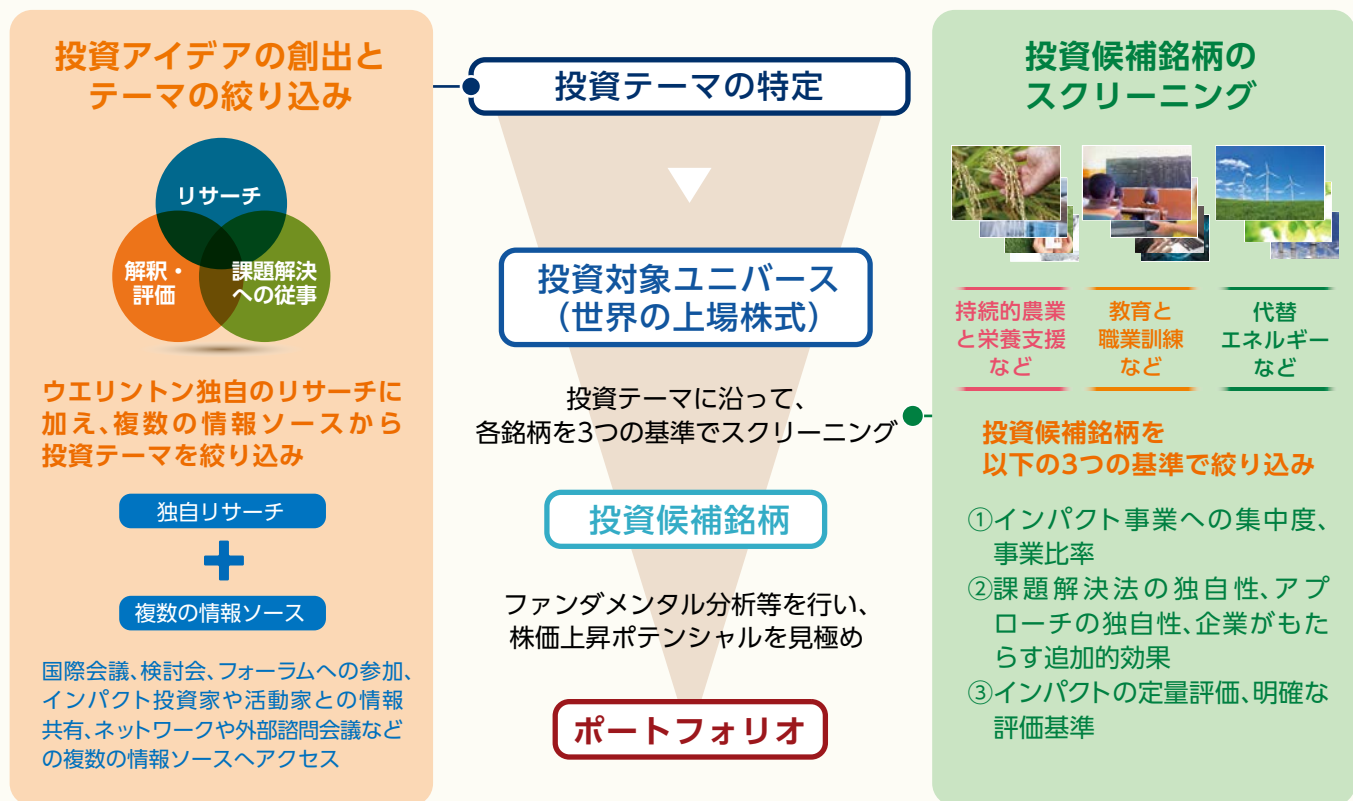 投資アイデアの創出と
テーマの絞り込み
リサーチ
解釈・
評価
課題解決
への従事
ウエリントン独自のリサーチに
加え、複数の情報ソースから
投資テーマを絞り込み
独自リサーチ
+
複数の情報ソース
国際会議、検討会、フォーラムへの参加、
インパクト投資家や活動家との情報
共有、ネットワークや外部諮問会議など
の複数の情報ソースへアクセス
投資テーマの特定
投資対象ユニバース
（世界の上場株式）
投資テーマに沿って、
各銘柄を3つの基準でスクリーニング
投資候補銘柄
ファンダメンタル分析等を行い、
株価上昇ポテンシャルを見極め
ポートフォリオ
投資候補銘柄の
スクリーニング
持続的農業
と栄養支援
など
教育と
職業訓練
など
代替
エネルギー
など
投資候補銘柄を
以下の3つの基準で絞り込み
①インパクト事業への集中度、
事業比率
②課題解決法の独自性、アプ
ローチの独自性、企業がもた
らす追加的効果
③インパクトの定量評価、明確な
評価基準